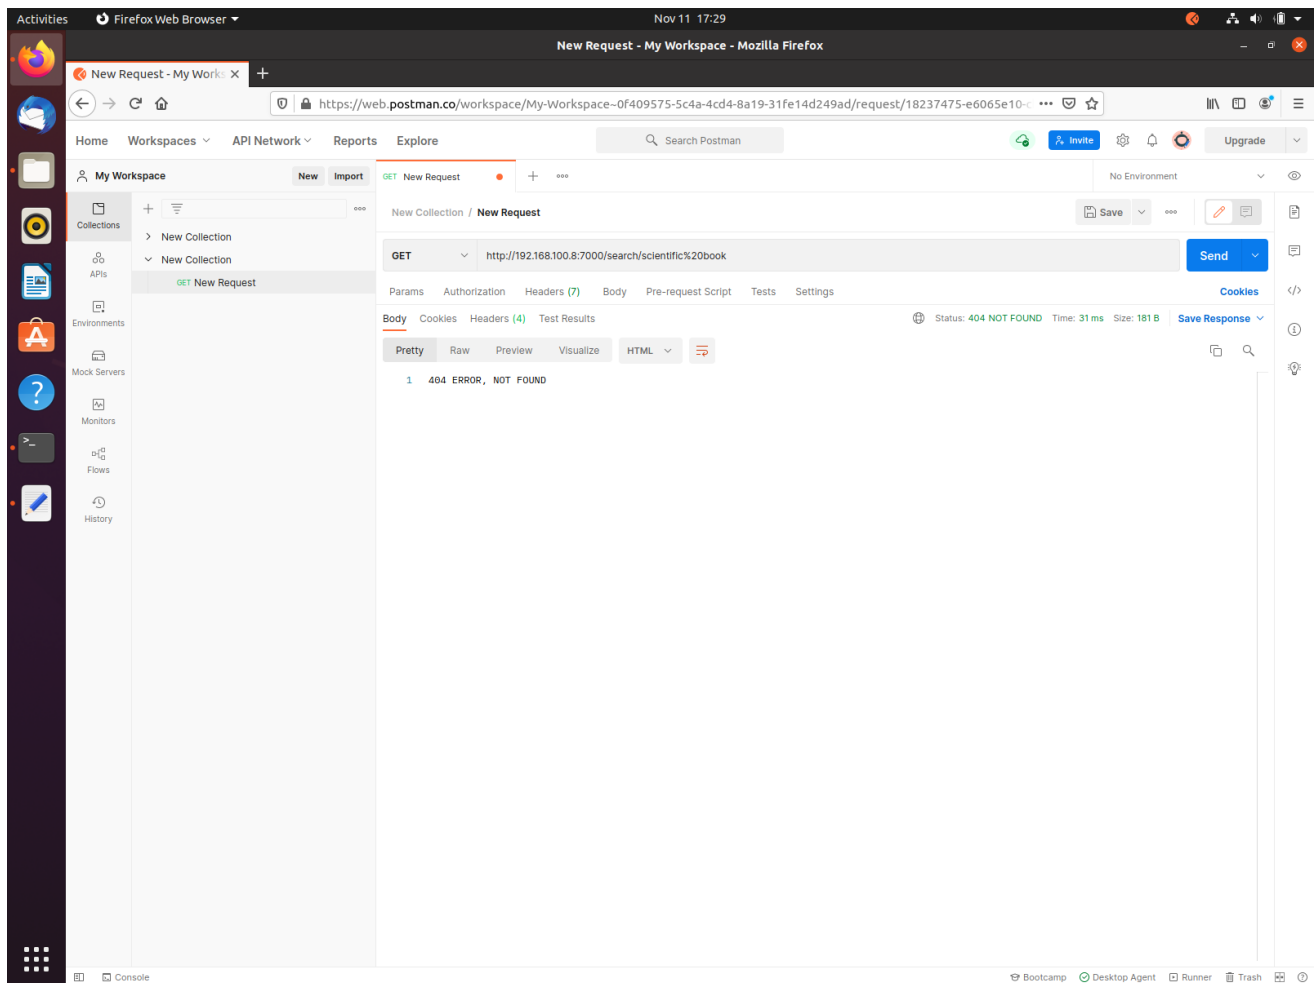 Activities Firefox Web Browser Nov 11 17:29
New Request - My Workspace - Mozilla Firefox
New Request - My Works
https://web.postman.co/workspace/My-Workspace~0f409575-5c4a-4cd4-8a19-31fe14d249ad/request/18237475-e6065e10-c
Home Workspaces API Network Reports Explore Search Postman Invite Upgrade
My Workspace New Import GET New Request No Environment
Collections
New Collection / New Request Save
New Collection
New Collection
GET New Request
GET http://192.168.100.8:7000/search/scientific%20book Send
APIs
Params Authorization Headers (7) Body Pre-request Script Tests Settings Cookies
Environments
Body Cookies Headers (4) Test Results Status: 404 NOT FOUND Time: 31 ms Size: 181 B Save Response
Pretty Raw Preview Visualize HTML
Mock Servers
1 404 ERROR, NOT FOUND
Monitors
Flows
History
Console Bootcamp Desktop Agent Runner Trash